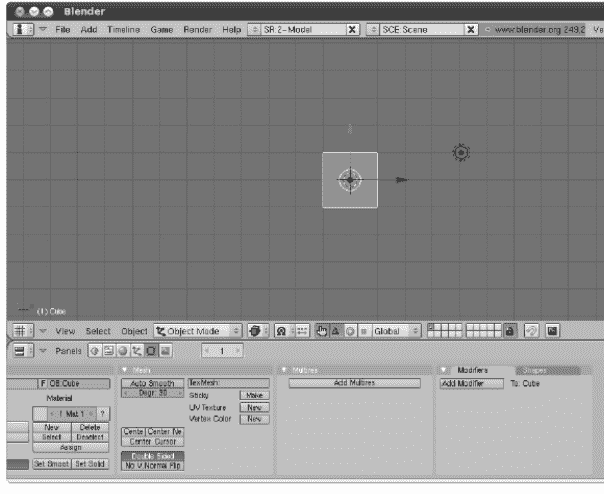 Blender
File Add Timeline Game Render Help SR:2-Model X SCE:Scene X www.blender.org 249.2 Ve
(1) Cube
View Select Object Object Mode Global
Panels 1
Mesh Multires Modifiers Shapes
F OB:Cube Auto Smooth TexMesh: Add Multires Add Modifier To: Cube
Degr: 30 Sticky Make
Material UV Texture New
1 Mat 1 ? Vertex Color New
New Delete
Select Deselect Cente Center Ne
Assign Center Cursor
Double Sided
Set Smoot Set Solid No V.Normal Flip